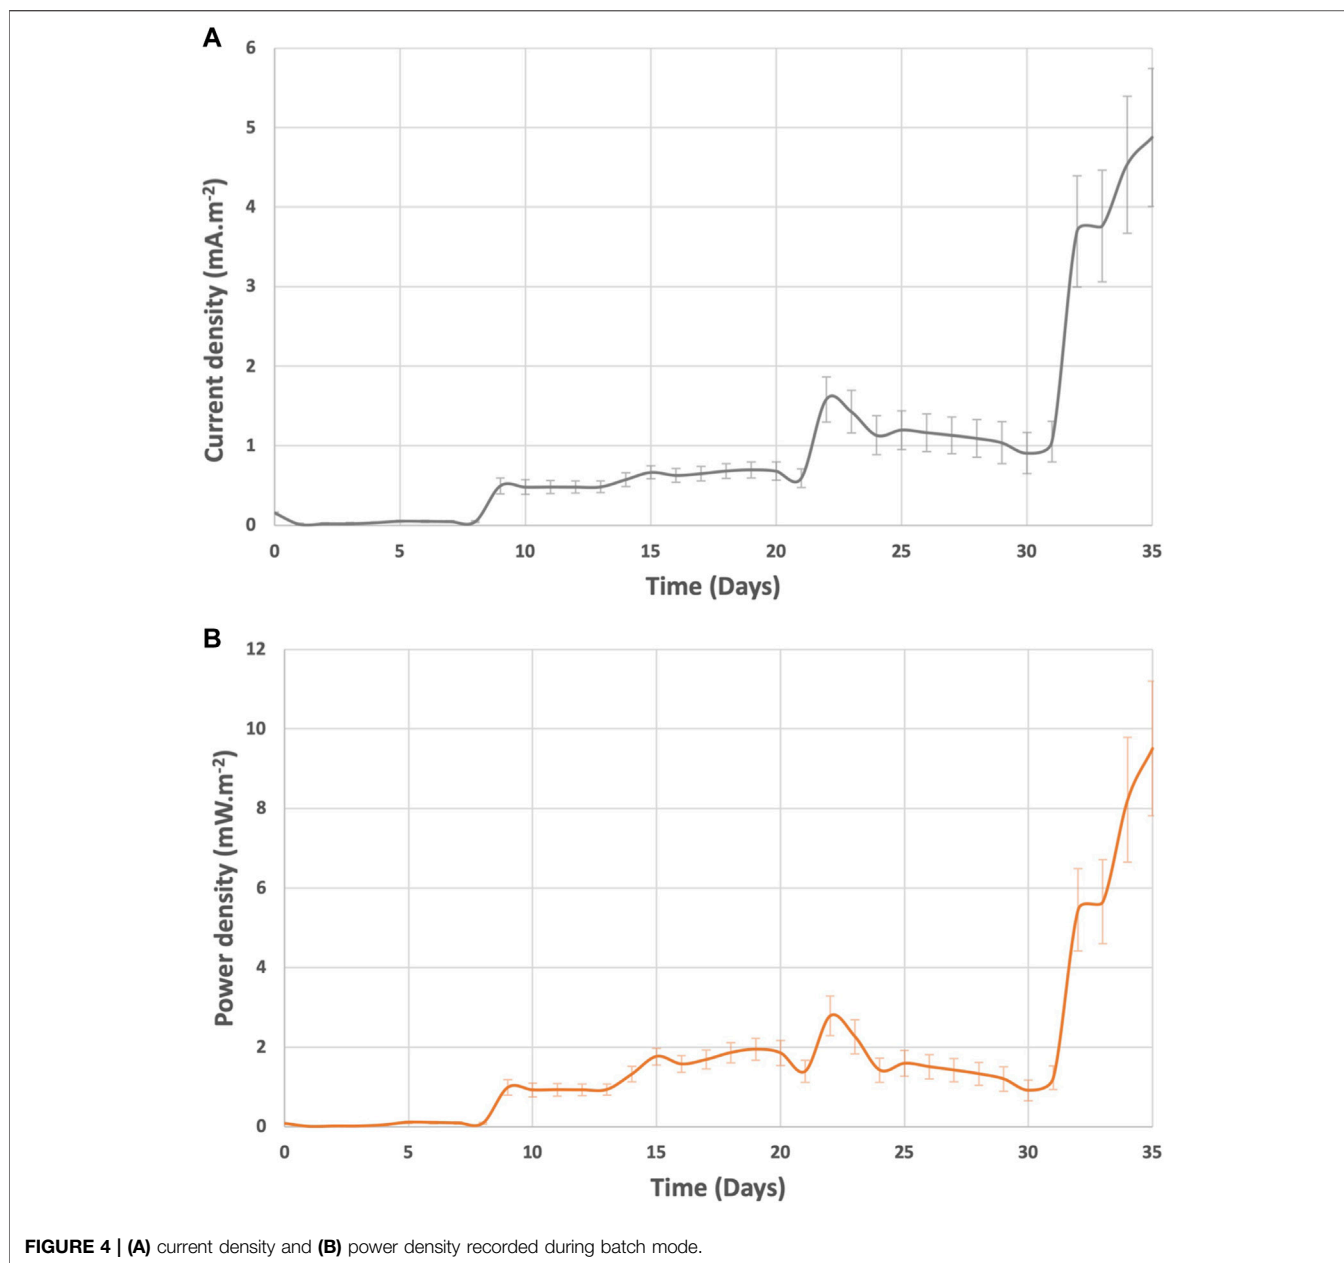 A
6
5
4
3
2
1
0
Current density (mA.m-2)
0 5 10 15 20 25 30 35
Time (Days)
B
12
10
8
6
4
2
0
Power density (mW.m-2)
0 5 10 15 20 25 30 35
Time (Days)
FIGURE 4 | (A) current density and (B) power density recorded during batch mode.